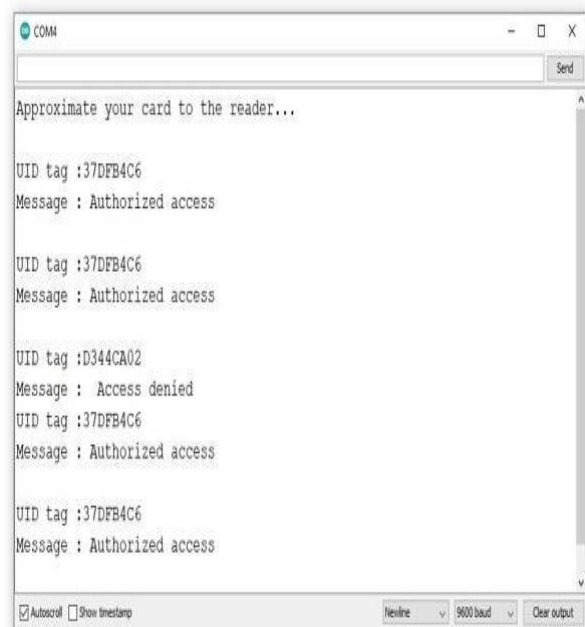 COM4
Send
Approximate your card to the reader...
UID tag :37DFB4C6
Message : Authorized access
UID tag :37DFB4C6
Message : Authorized access
UID tag :D344CA02
Message :  Access denied
UID tag :37DFB4C6
Message : Authorized access
UID tag :37DFB4C6
Message : Authorized access
Autoscroll Show timestamp Newline 9600 baud Clear output